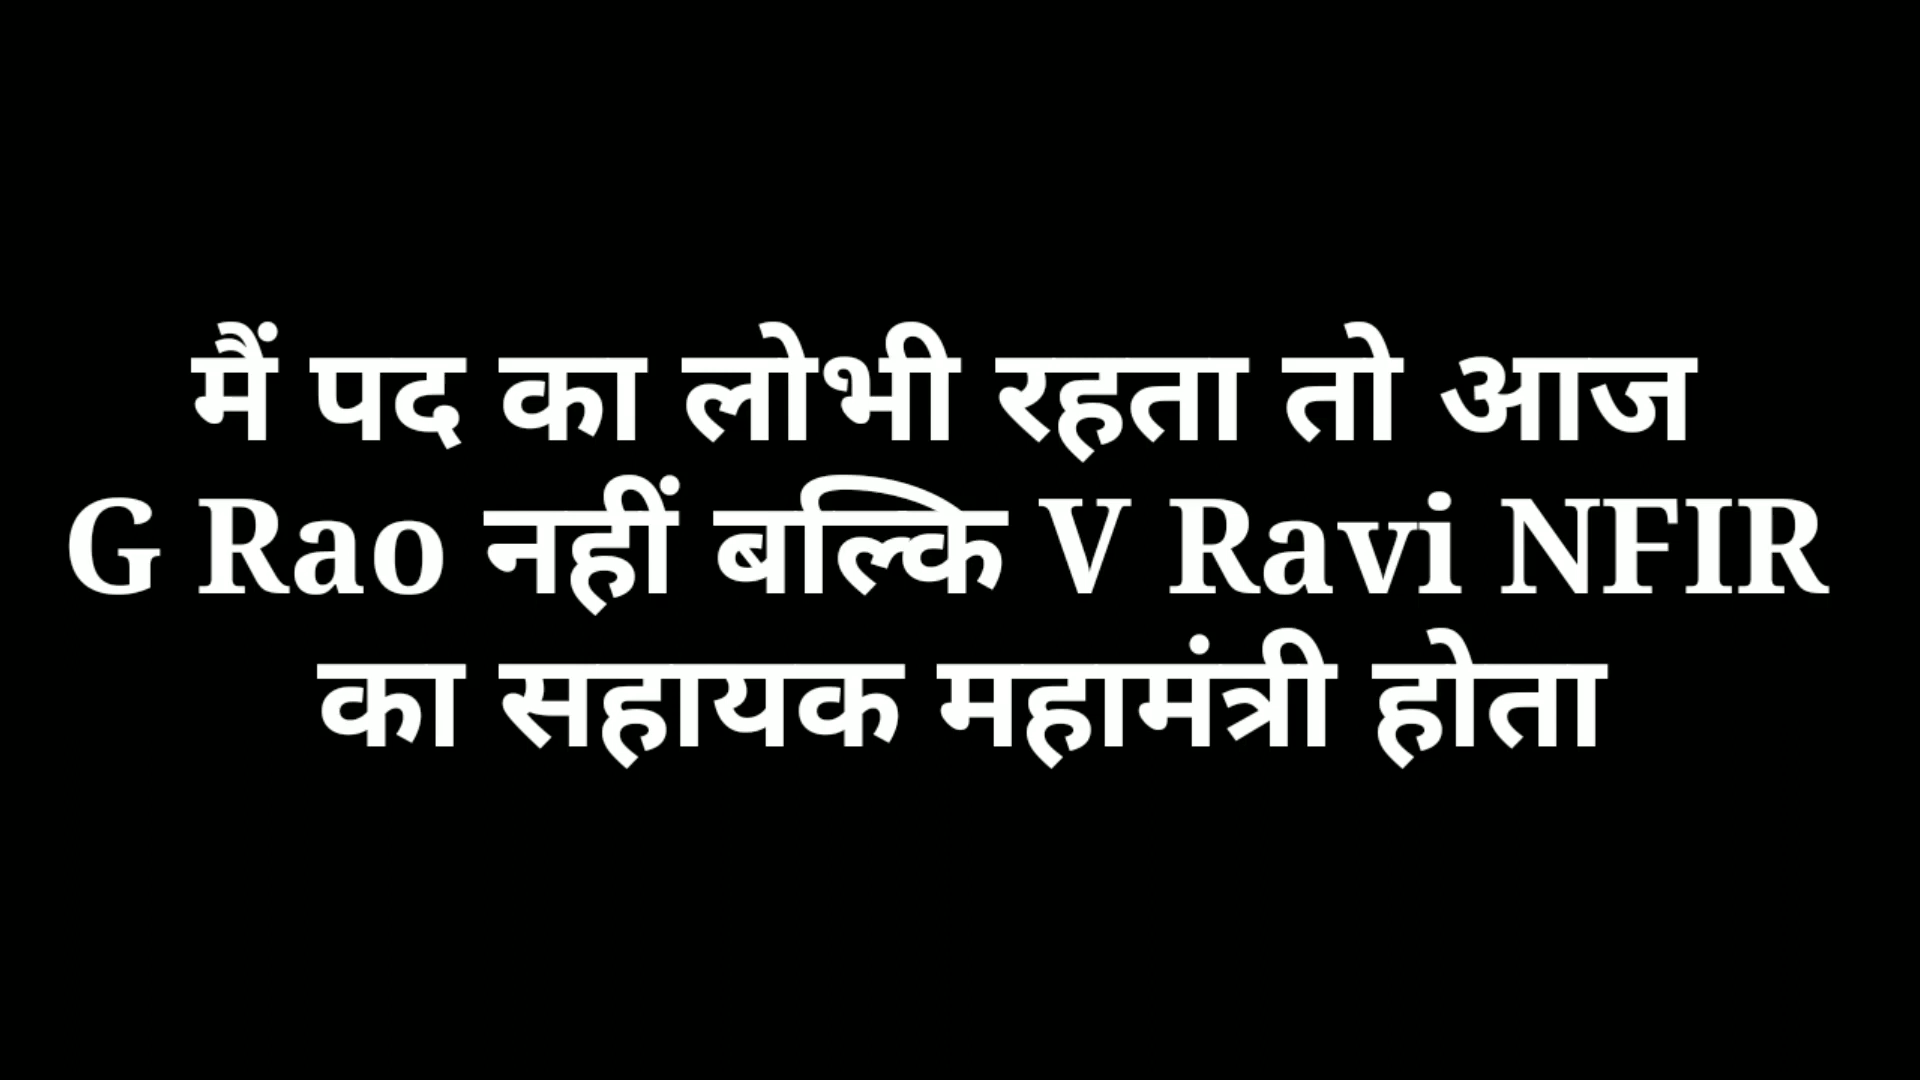 मैं पद का लोभी रहता तो आज
G Rao नहीं बल्कि V Ravi NFIR
का सहायक महामंत्री होता